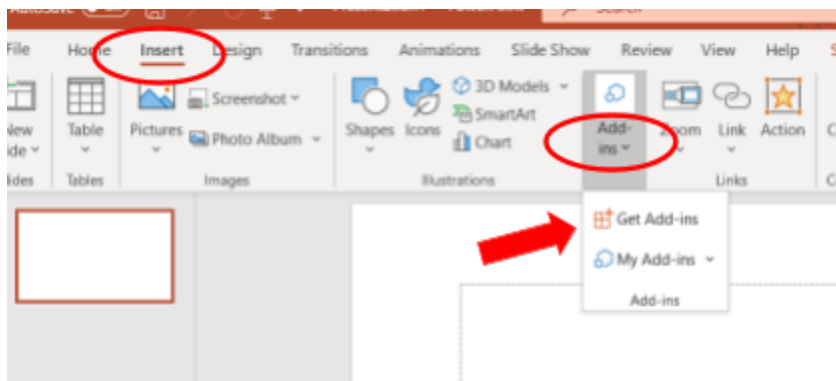 File Home Insert Design Transitions Animations Slide Show Review View Help
New Table Pictures Screenshot Photo Album Shapes Icons 3D Models SmartArt Chart Add-ins Zoom Link Action
Tables Images Illustrations Links
Get Add-ins
My Add-ins
Add-ins